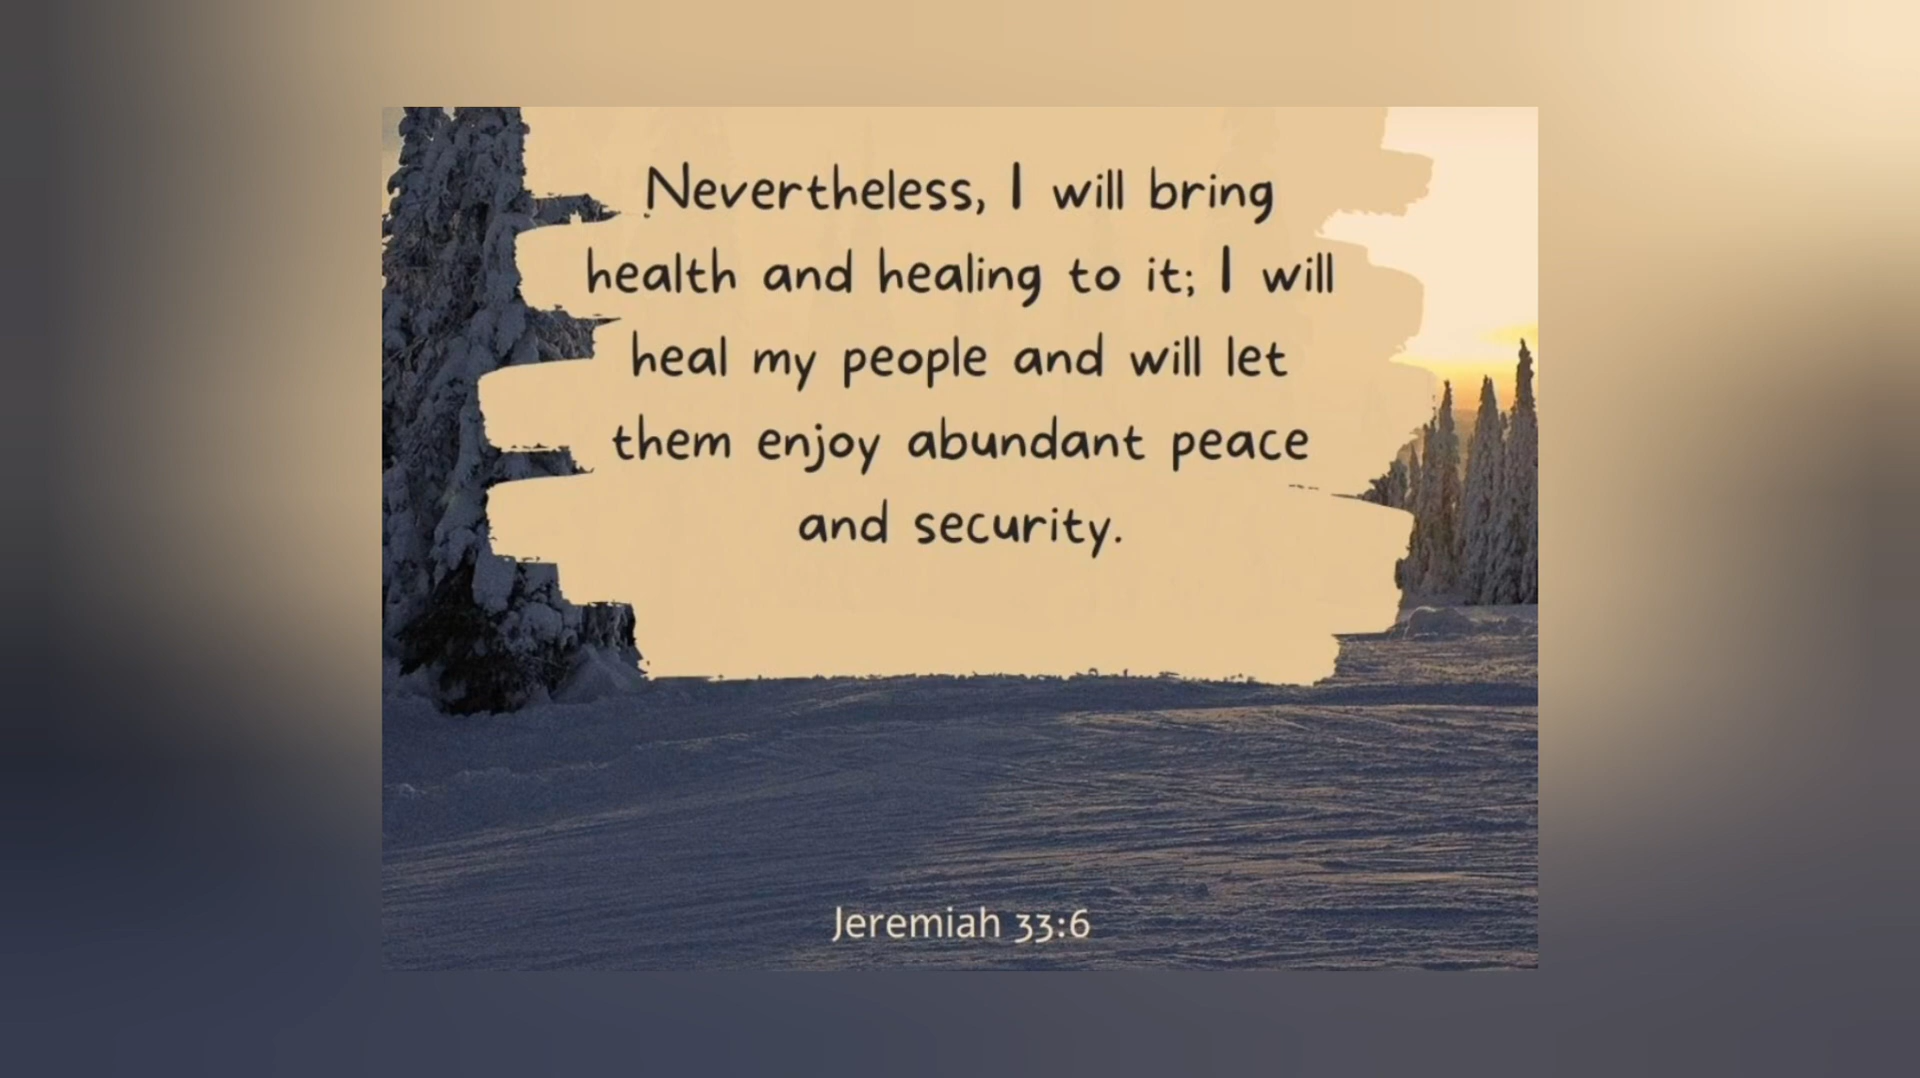 Nevertheless, I will bring
health and healing to it; I will
heal my people and will let
them enjoy abundant peace
and security.
Jeremiah 33:6